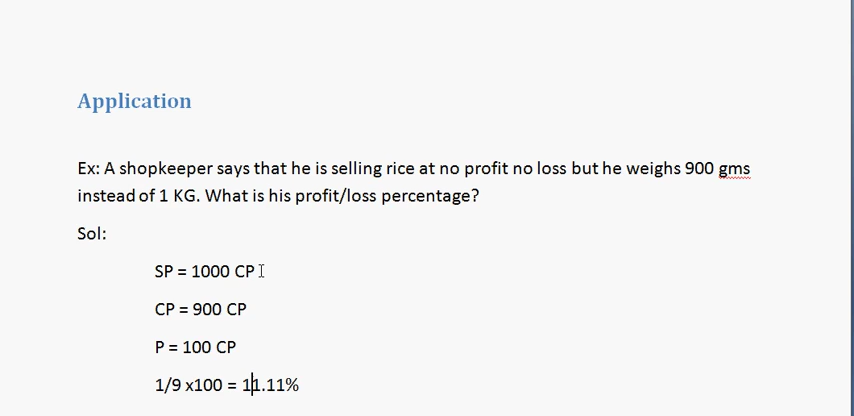 Application
Ex: A shopkeeper says that he is selling rice at no profit no loss but he weighs 900 gms
instead of 1 KG. What is his profit/loss percentage?
Sol:
SP = 1000 CP
CP = 900 CP
P = 100 CP
1/9 x100 = 11.11%